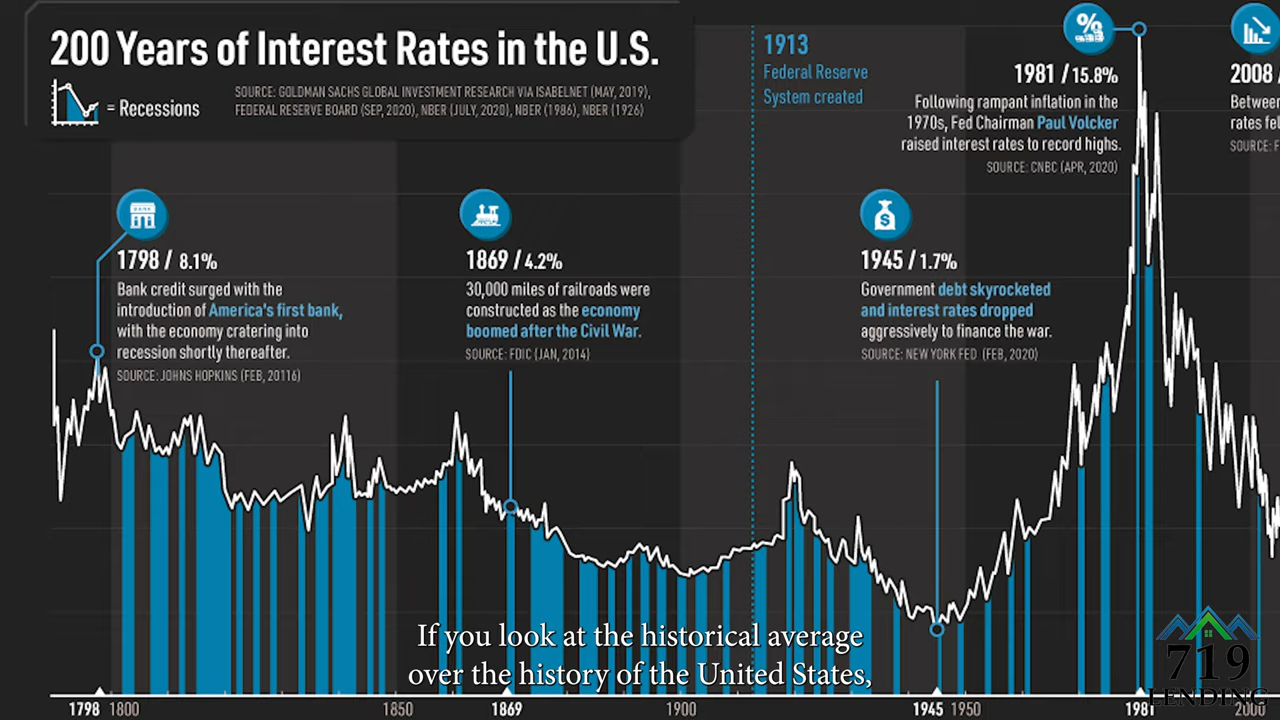 200 Years of Interest Rates in the U.S.
= Recessions
SOURCE: GOLDMAN SACHS GLOBAL INVESTMENT RESEARCH VIA ISABELNET (MAY, 2019),
FEDERAL RESERVE BOARD (SEP, 2020), NBER (JULY, 2020), NBER (1986), NBER (1926)
1913
Federal Reserve
System created
%
1981 / 15.8%
Following rampant inflation in the
1970s, Fed Chairman Paul Volcker
raised interest rates to record highs.
SOURCE: CNBC (APR, 2020)
2008 /
Between
rates fel
SOURCE: F
BANK
1798 / 8.1%
Bank credit surged with the
introduction of America's first bank,
with the economy cratering into
recession shortly thereafter.
SOURCE: JOHNS HOPKINS (FEB, 20116)
1869 / 4.2%
30,000 miles of railroads were
constructed as the economy
boomed after the Civil War.
SOURCE: FDIC (JAN, 2014)
$
1945 / 1.7%
Government debt skyrocketed
and interest rates dropped
aggressively to finance the war.
SOURCE: NEW YORK FED (FEB, 2020)
If you look at the historical average
over the history of the United States,
719
LENDING
1798 1800 1850 1869 1900 1945 1950 1981 2000